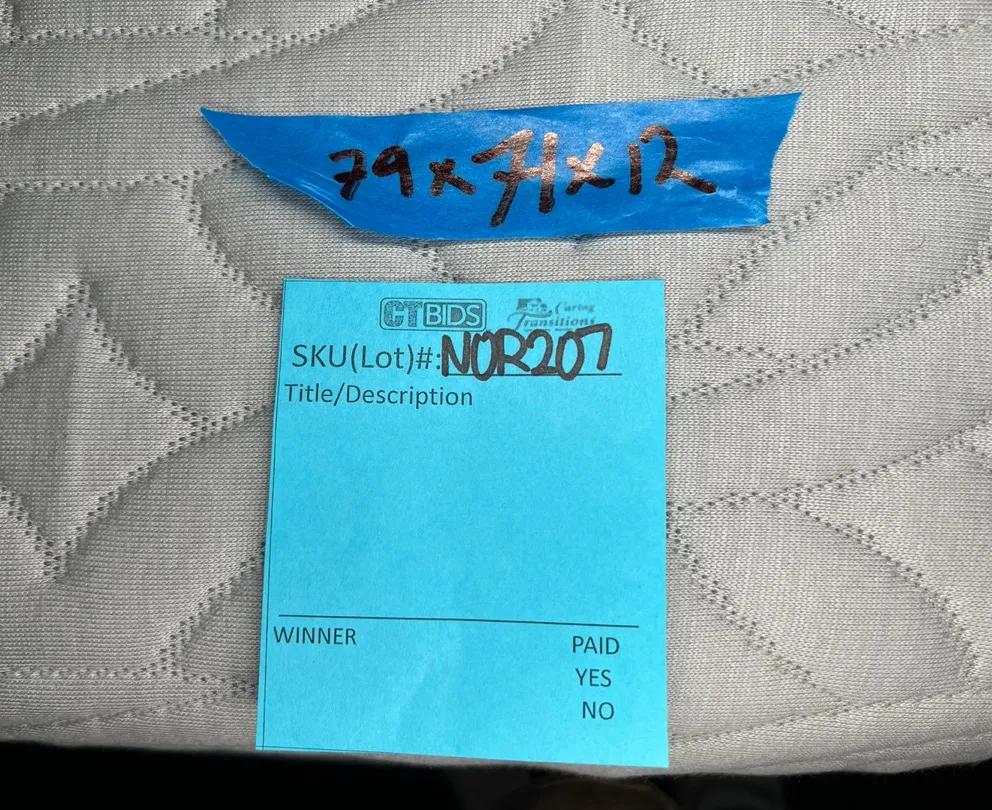 79x71x12
CTBIDS Caring Transitions
SKU(Lot)#: NOR207
Title/Description
WINNER PAID
YES
NO